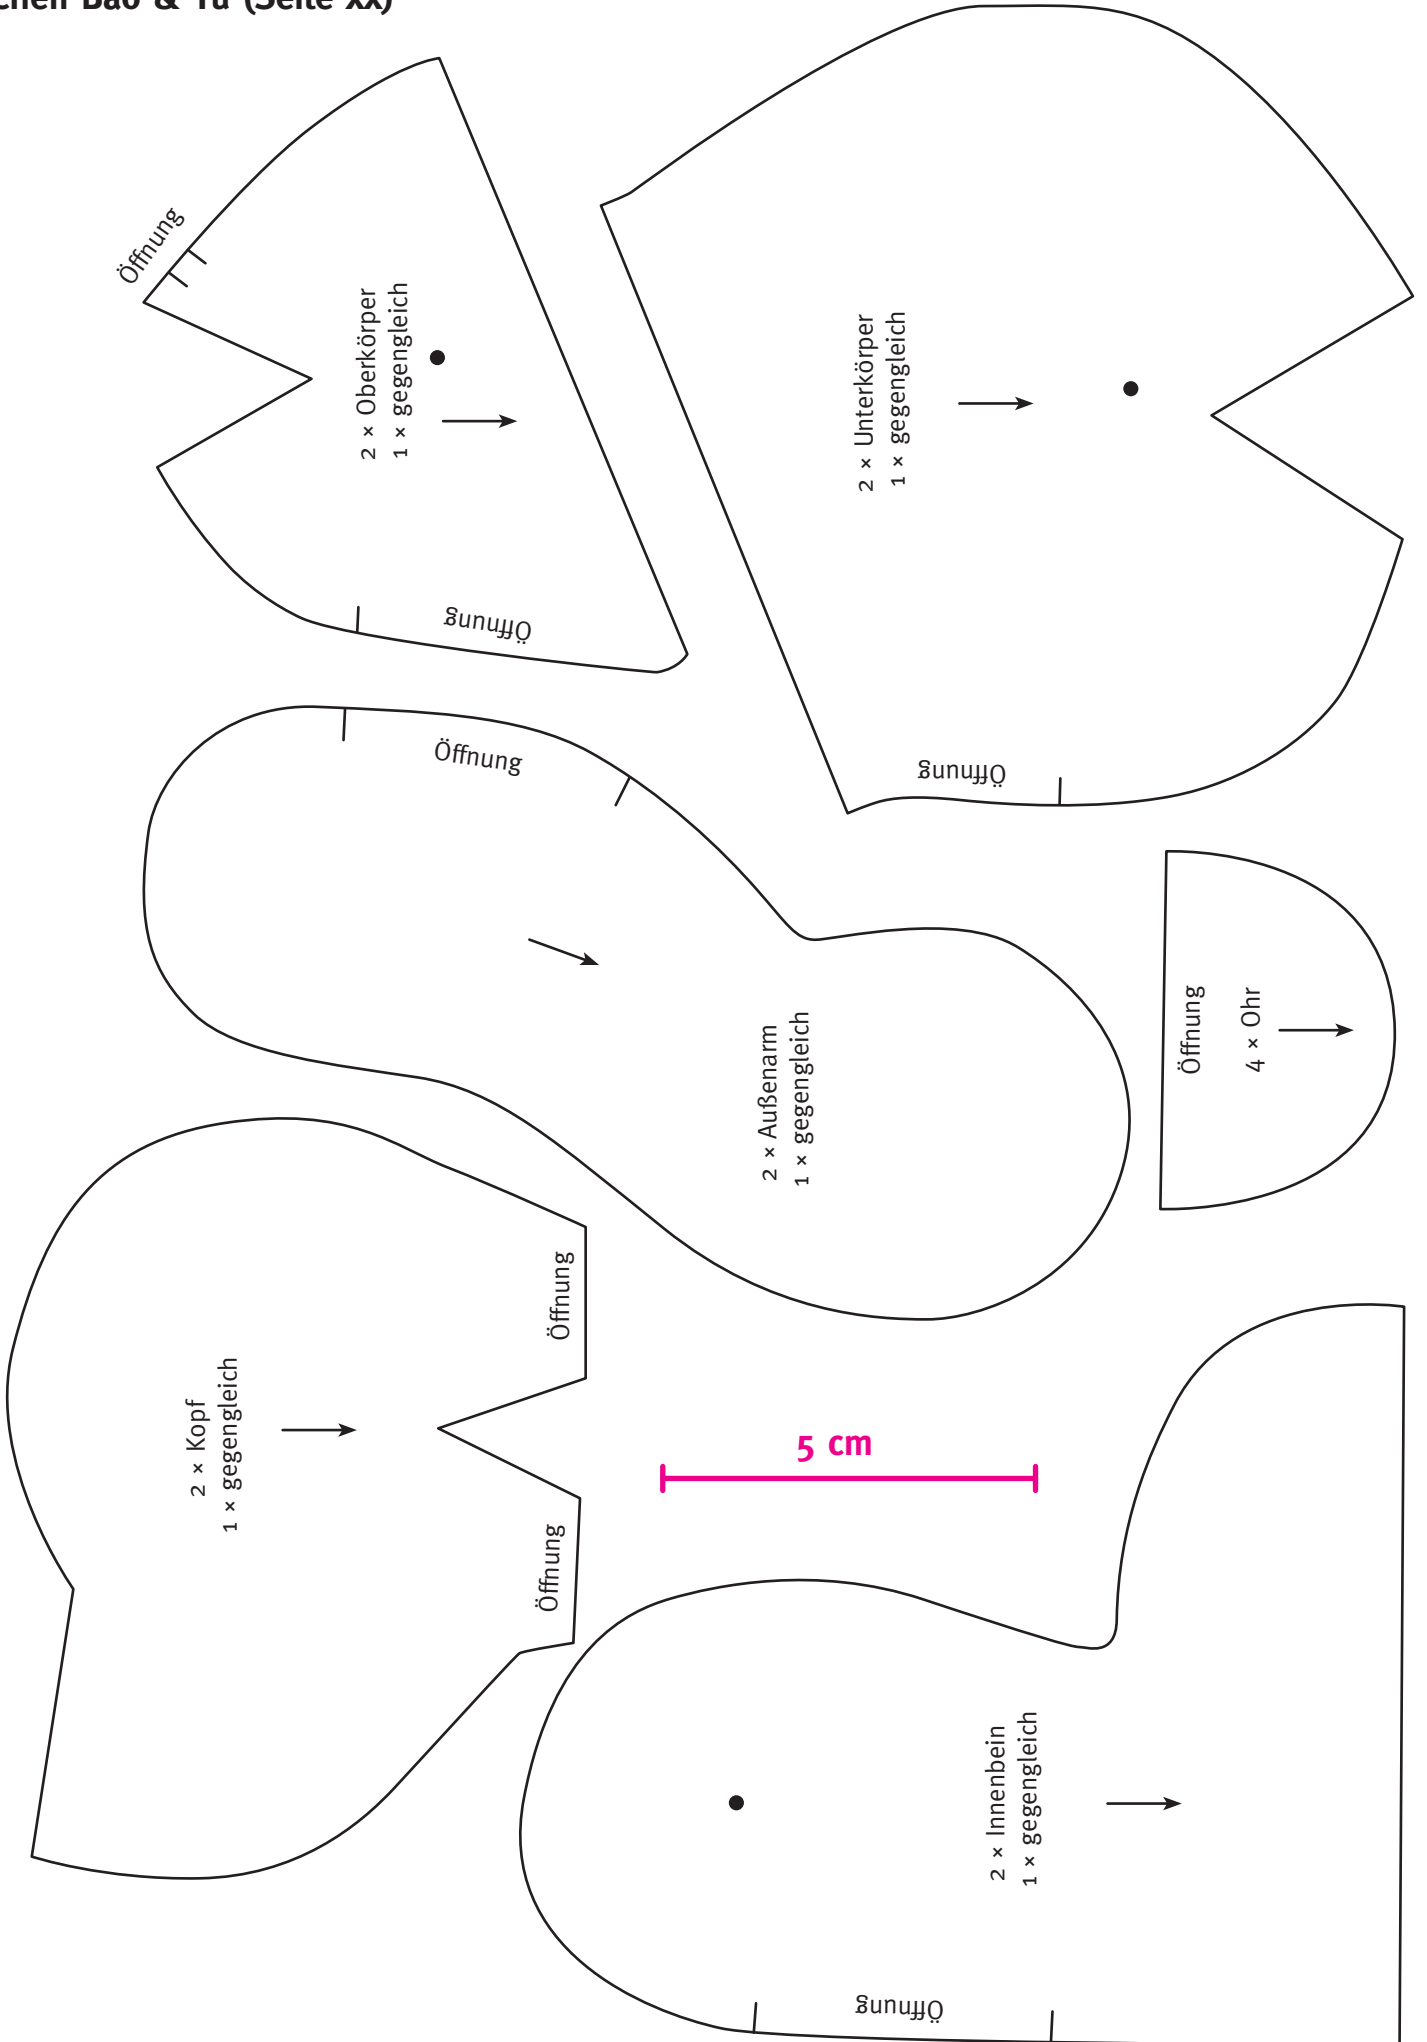 Bao & Yu (Seite xx)
Öffnung
2 × Oberkörper
1 × gegengleich
Öffnung
2 × Unterkörper
1 × gegengleich
Öffnung
Öffnung
2 × Außenarm
1 × gegengleich
Öffnung
4 × Ohr
2 × Kopf
1 × gegengleich
Öffnung
Öffnung
5 cm
2 × Innenbein
1 × gegengleich
Öffnung